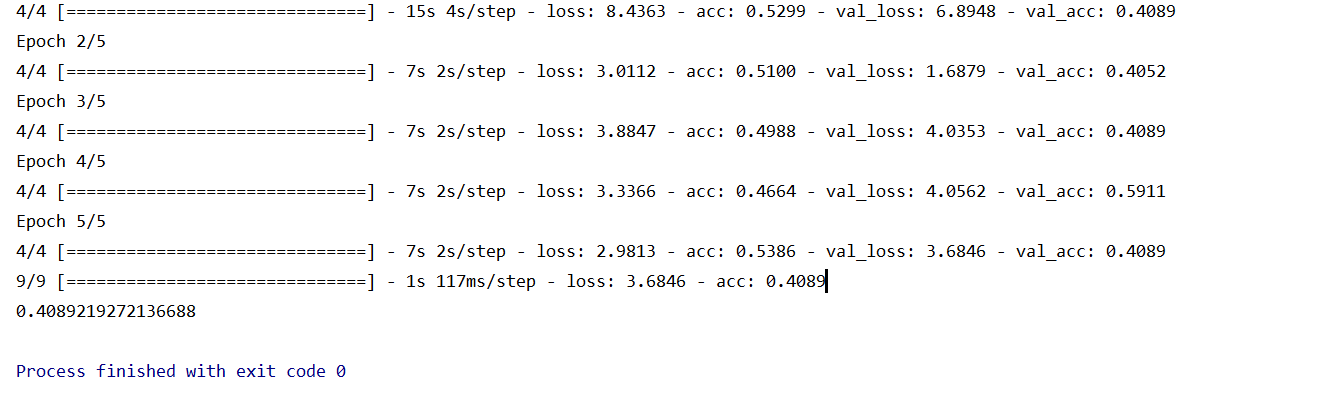 4/4 [==============================] - 15s 4s/step - loss: 8.4363 - acc: 0.5299 - val_loss: 6.8948 - val_acc: 0.4089
Epoch 2/5
4/4 [==============================] - 7s 2s/step - loss: 3.0112 - acc: 0.5100 - val_loss: 1.6879 - val_acc: 0.4052
Epoch 3/5
4/4 [==============================] - 7s 2s/step - loss: 3.8847 - acc: 0.4988 - val_loss: 4.0353 - val_acc: 0.4089
Epoch 4/5
4/4 [==============================] - 7s 2s/step - loss: 3.3366 - acc: 0.4664 - val_loss: 4.0562 - val_acc: 0.5911
Epoch 5/5
4/4 [==============================] - 7s 2s/step - loss: 2.9813 - acc: 0.5386 - val_loss: 3.6846 - val_acc: 0.4089
9/9 [==============================] - 1s 117ms/step - loss: 3.6846 - acc: 0.4089
0.4089219272136688
Process finished with exit code 0